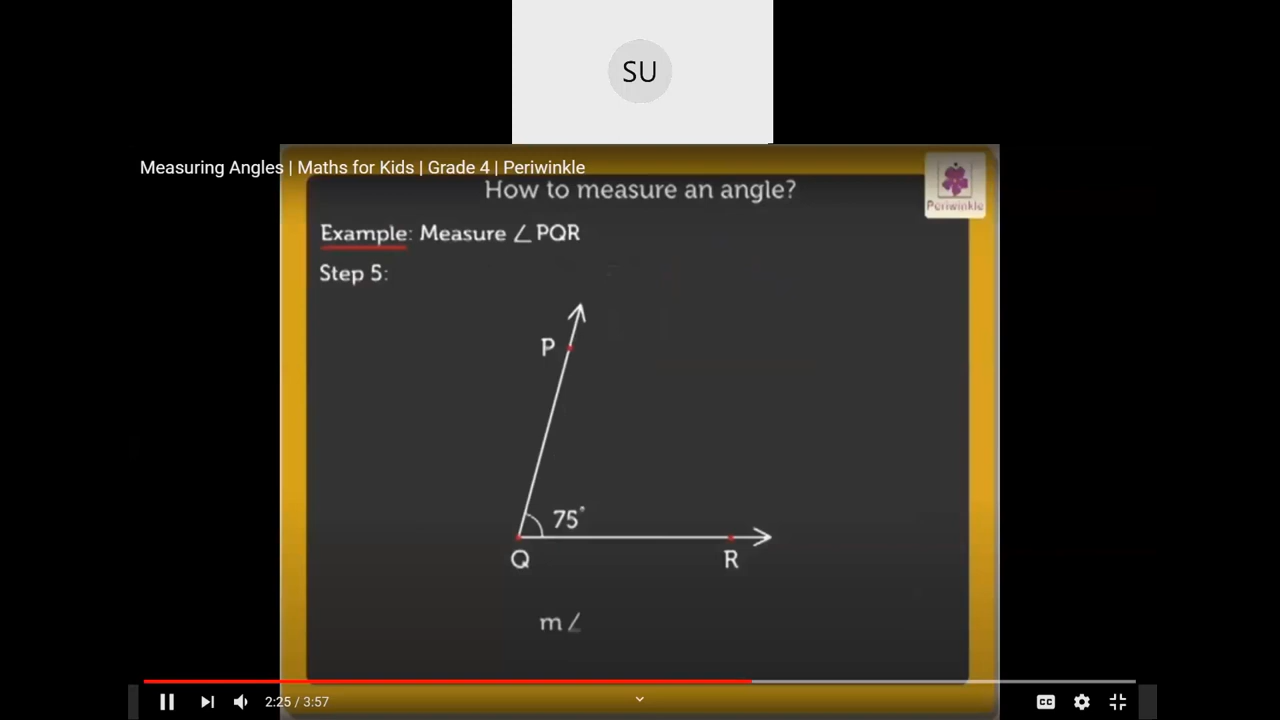 SU
Measuring Angles | Maths for Kids | Grade 4 | Periwinkle
How to measure an angle?
Periwinkle
Example: Measure ∠PQR
Step 5:
P
75°
Q
R
m∠
2:25 / 3:57
CC